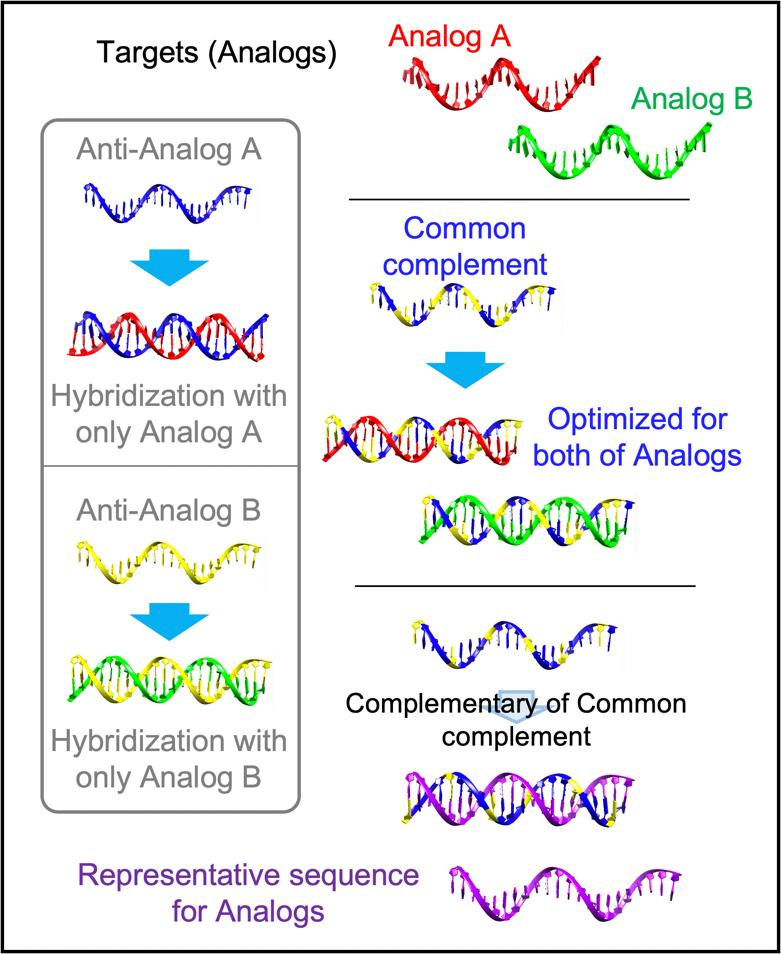 Targets (Analogs)
Analog A
Analog B
Anti-Analog A
Hybridization with
only Analog A
Anti-Analog B
Hybridization with
only Analog B
Common
complement
Optimized for
both of Analogs
Complementary of Common
complement
Representative sequence
for Analogs